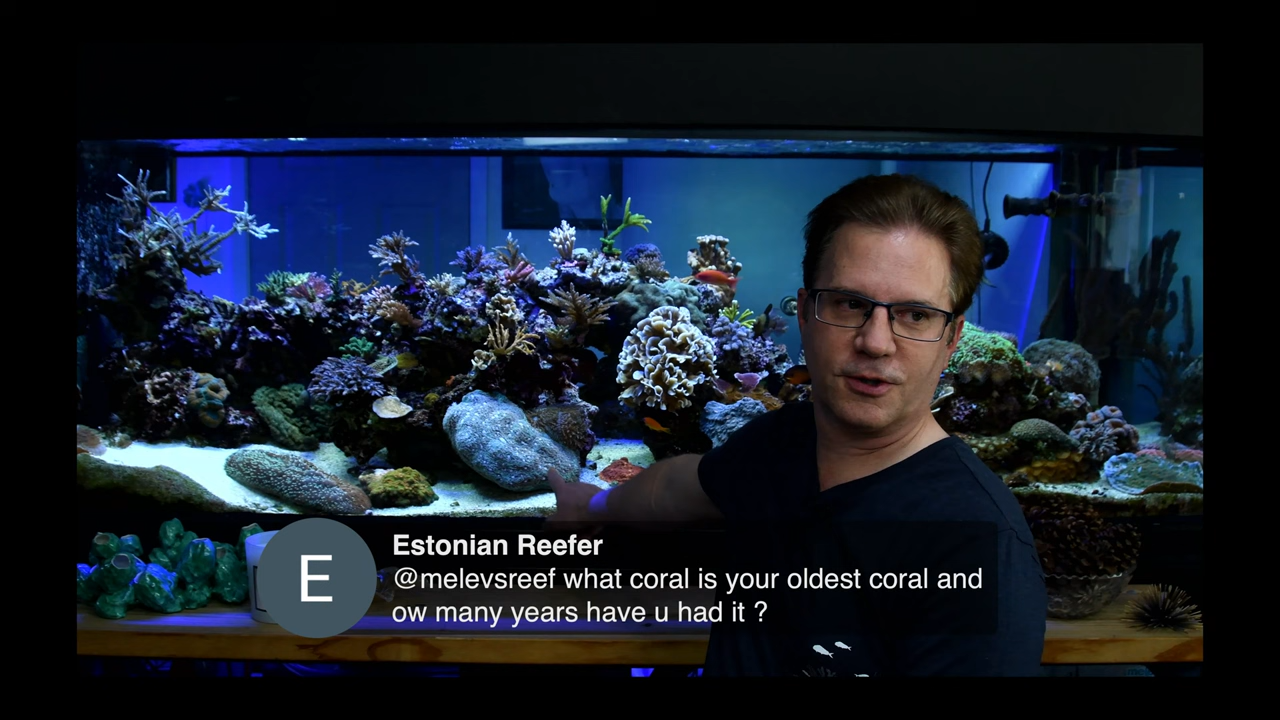 E
Estonian Reefer
@melevsreef what coral is your oldest coral and
ow many years have u had it ?